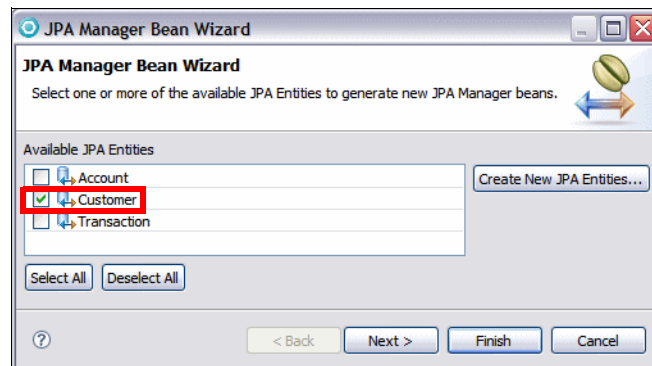 JPA Manager Bean Wizard
JPA Manager Bean Wizard
Select one or more of the available JPA Entities to generate new JPA Manager beans.
Available JPA Entities
Account
Create New JPA Entities...
Customer
Transaction
Select All Deselect All
? < Back Next > Finish Cancel